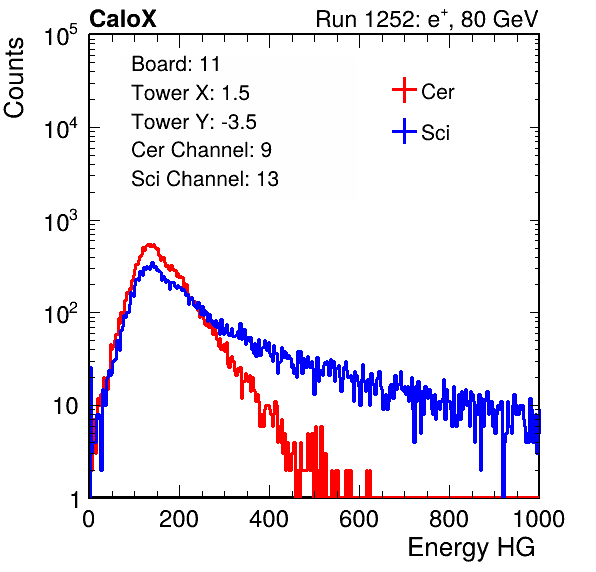 CaloX Run 1252: e⁺, 80 GeV
Counts
Board: 11
Tower X: 1.5
Tower Y: -3.5
Cer Channel: 9
Sci Channel: 13
Cer
Sci
10⁵
10⁴
10³
10²
10
1
0 200 400 600 800 1000
Energy HG